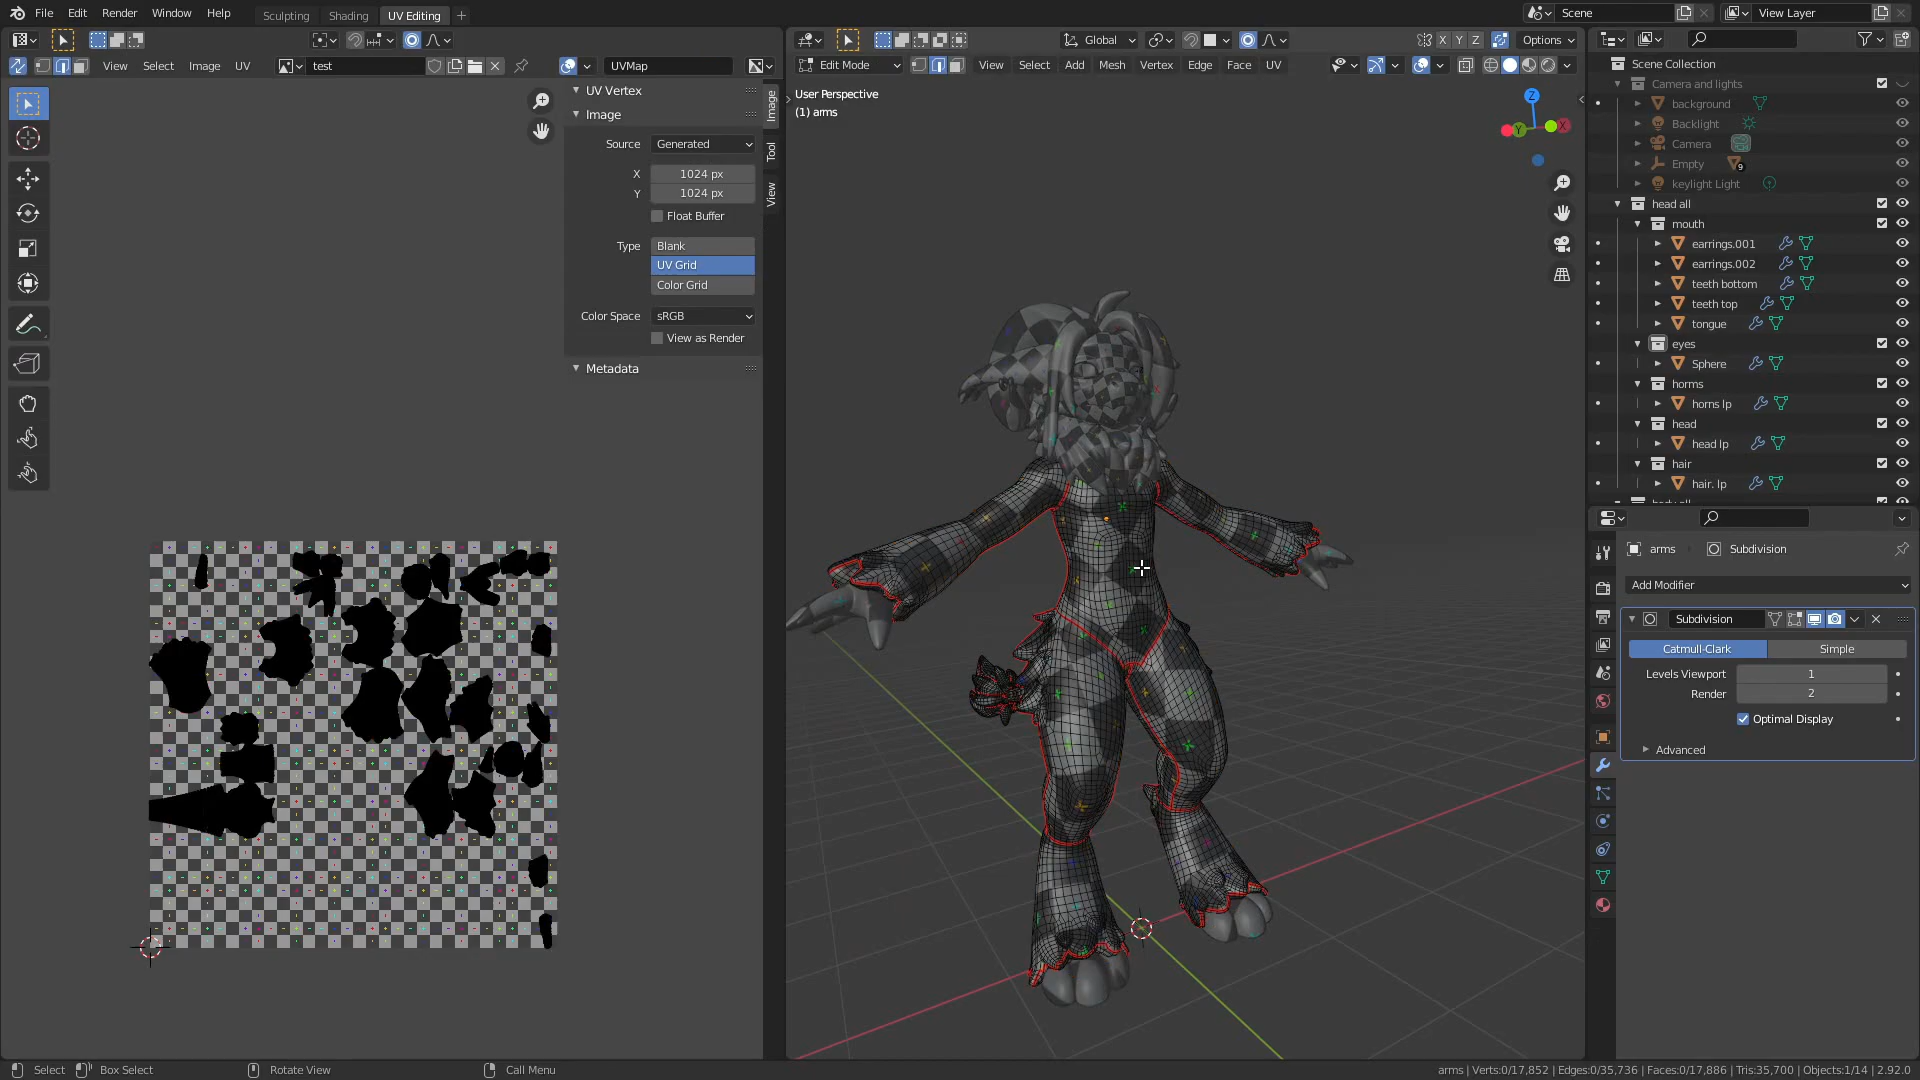 File Edit Render Window Help Sculpting Shading UV Editing
Scene
View Layer
View Select Image UV
test
UVMap
Global
X Y Z
Options
Edit Mode View Select Add Mesh Vertex Edge Face UV
UV Vertex
Image
Source Generated
X 1024 px
Y 1024 px
Float Buffer
Type Blank
UV Grid
Color Grid
Color Space sRGB
View as Render
Metadata
Image
Tool
View
User Perspective
(1) arms
Z
Y
X
Scene Collection
Camera and lights
background
Backlight
Camera
Empty 9
keylight Light
head all
mouth
earrings.001
earrings.002
teeth bottom
teeth top
tongue
eyes
Sphere
horns
horns lp
head
head lp
hair
hair. lp
arms Subdivision
Add Modifier
Subdivision
Catmull-Clark Simple
Levels Viewport 1
Render 2
Optimal Display
Advanced
Select Box Select Rotate View Call Menu
arms | Verts:0/17,852 | Edges:0/35,736 | Faces:0/17,886 | Tris:35,700 | Objects:1/14 | 2.92.0